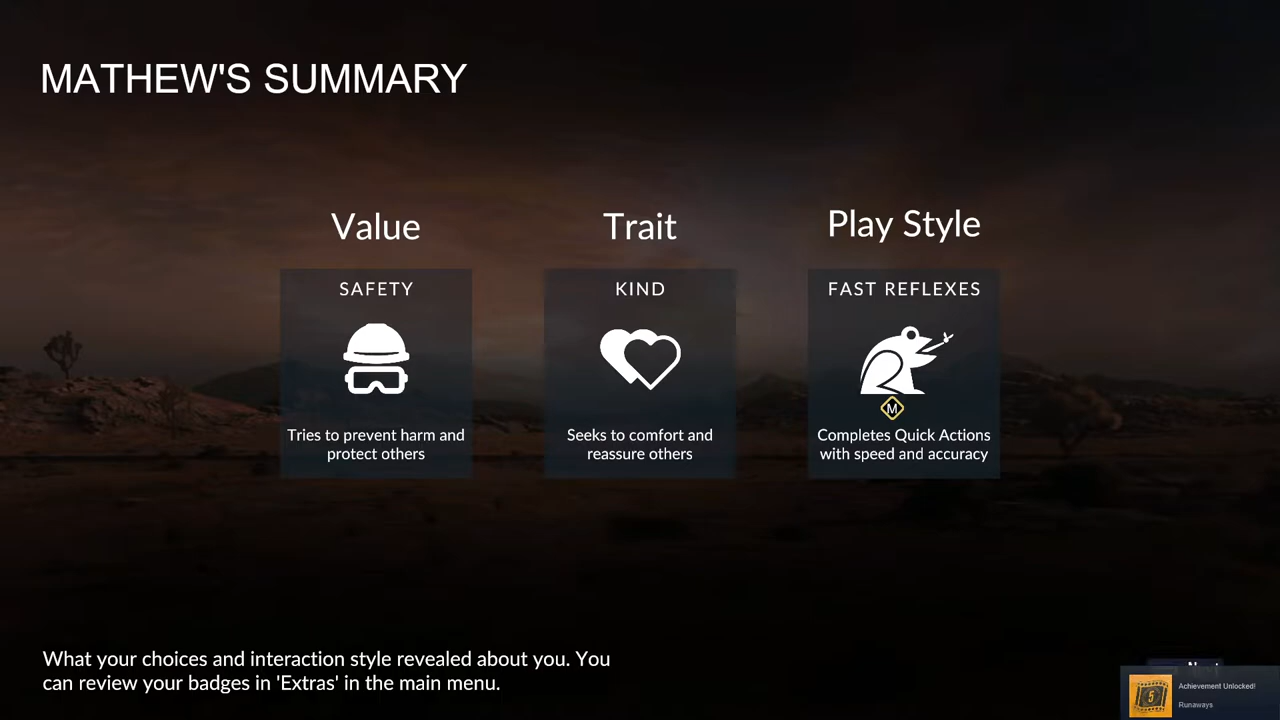 MATHEW'S SUMMARY
Value
Trait
Play Style
SAFETY
KIND
FAST REFLEXES
M
Tries to prevent harm and
protect others
Seeks to comfort and
reassure others
Completes Quick Actions
with speed and accuracy
What your choices and interaction style revealed about you. You
can review your badges in 'Extras' in the main menu.
Next
5
Achievement Unlocked!
Runaways